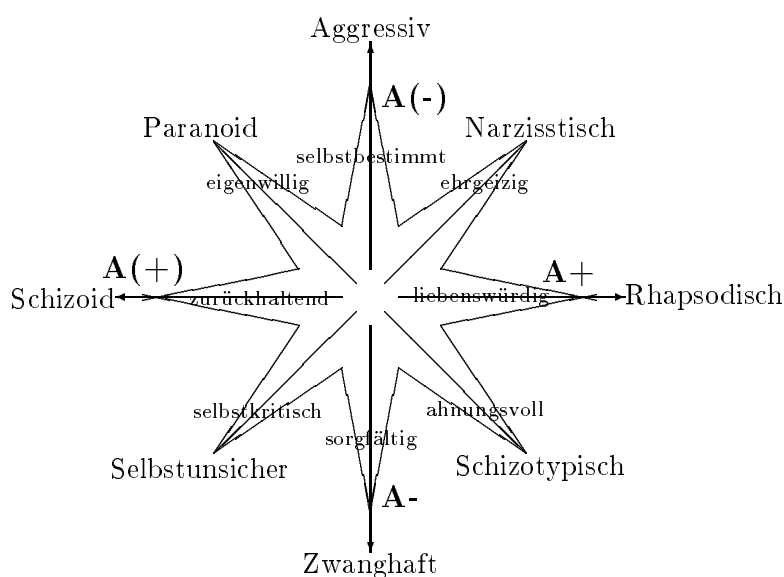 Aggressiv
A(-)
Paranoid
Narzisstisch
selbstbestimmt
eigenwillig
ehrgeizig
A(+)
A+
Schizoid
zurückhaltend
liebenswürdig
Rhapsodisch
selbstkritisch
ahnungsvoll
sorgfältig
Selbstunsicher
Schizotypisch
A-
Zwanghaft